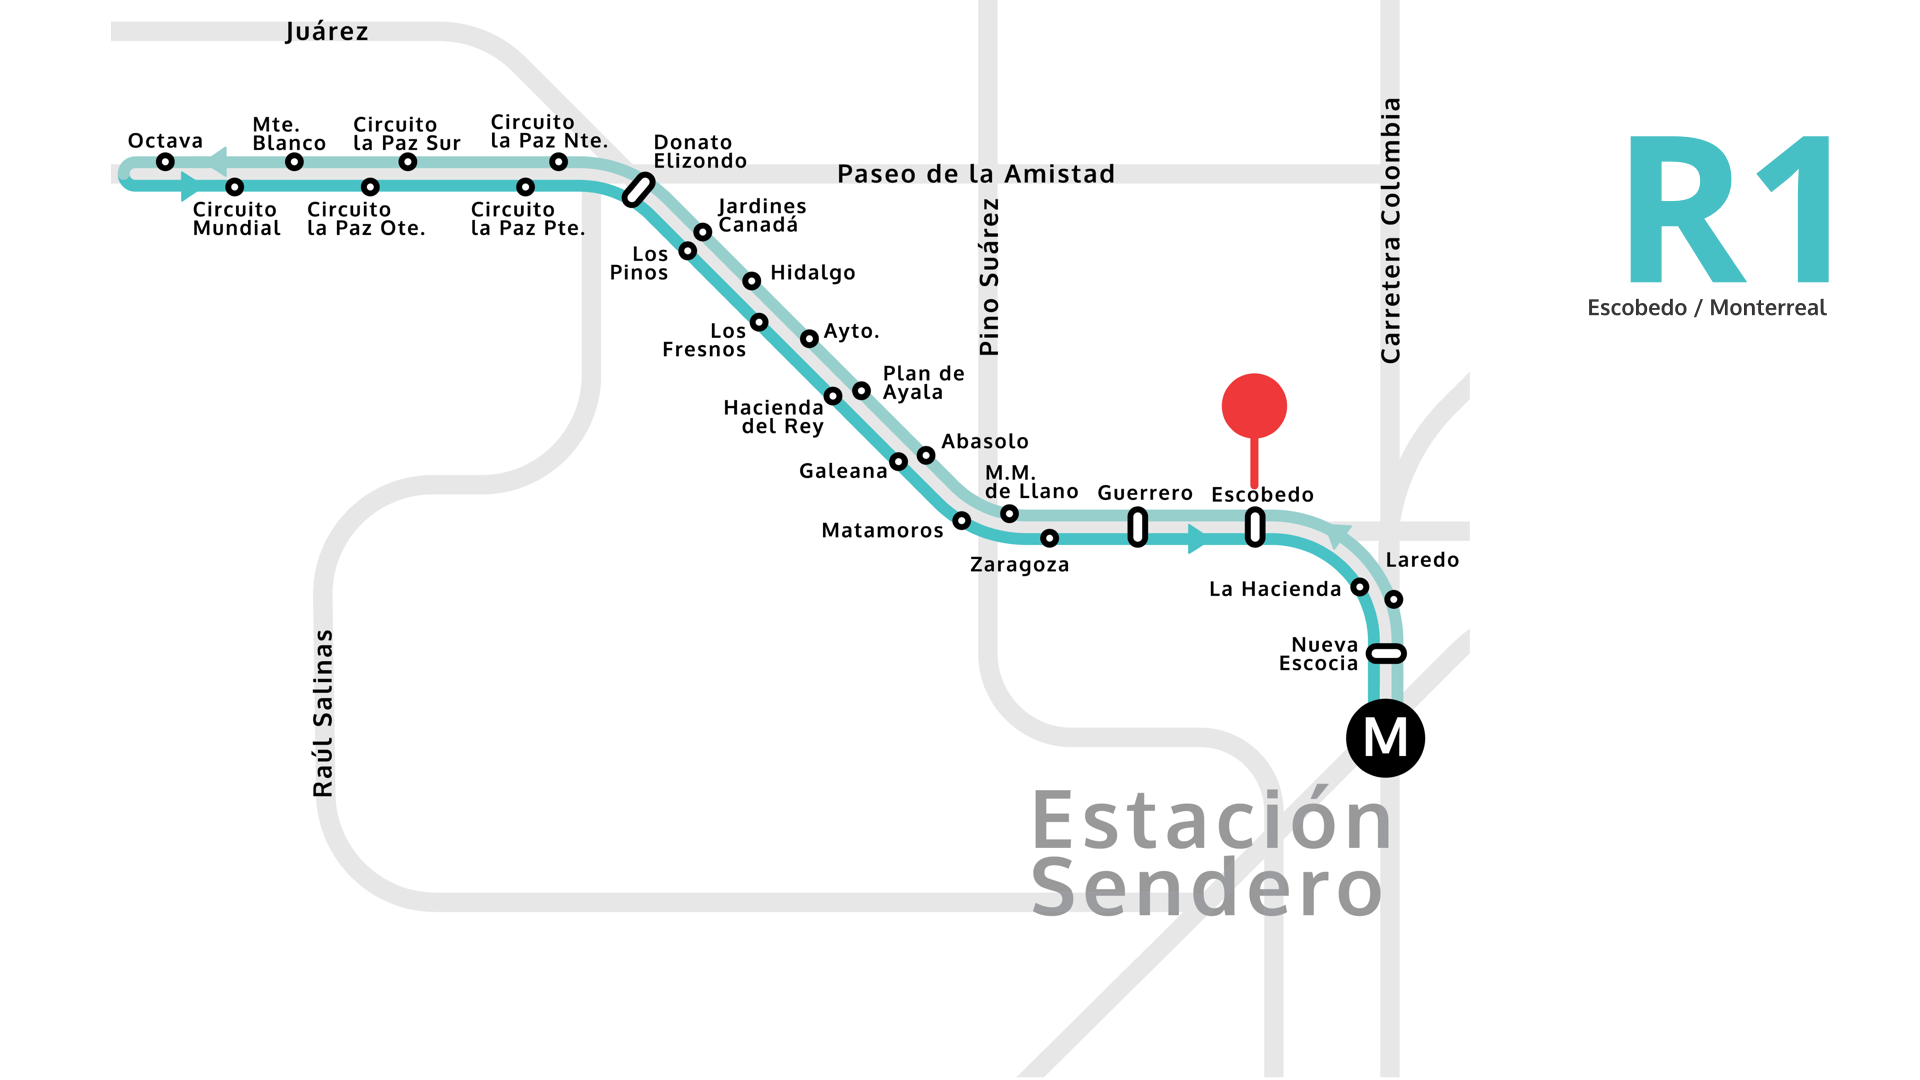 Juárez
Octava
Mte.
Blanco
Circuito
la Paz Sur
Circuito
la Paz Nte.
Donato
Elizondo
Paseo de la Amistad
Carretera Colombia
R1
Escobedo / Monterreal
Circuito
Mundial
Circuito
la Paz Ote.
Circuito
la Paz Pte.
Jardines
Canadá
Los
Pinos
Hidalgo
Pino Suárez
Los
Fresnos
Ayto.
Plan de
Ayala
Hacienda
del Rey
Abasolo
Galeana
M.M.
de Llano
Guerrero
Escobedo
Matamoros
Zaragoza
Laredo
La Hacienda
Nueva
Escocia
Raúl Salinas
M
Estación
Sendero